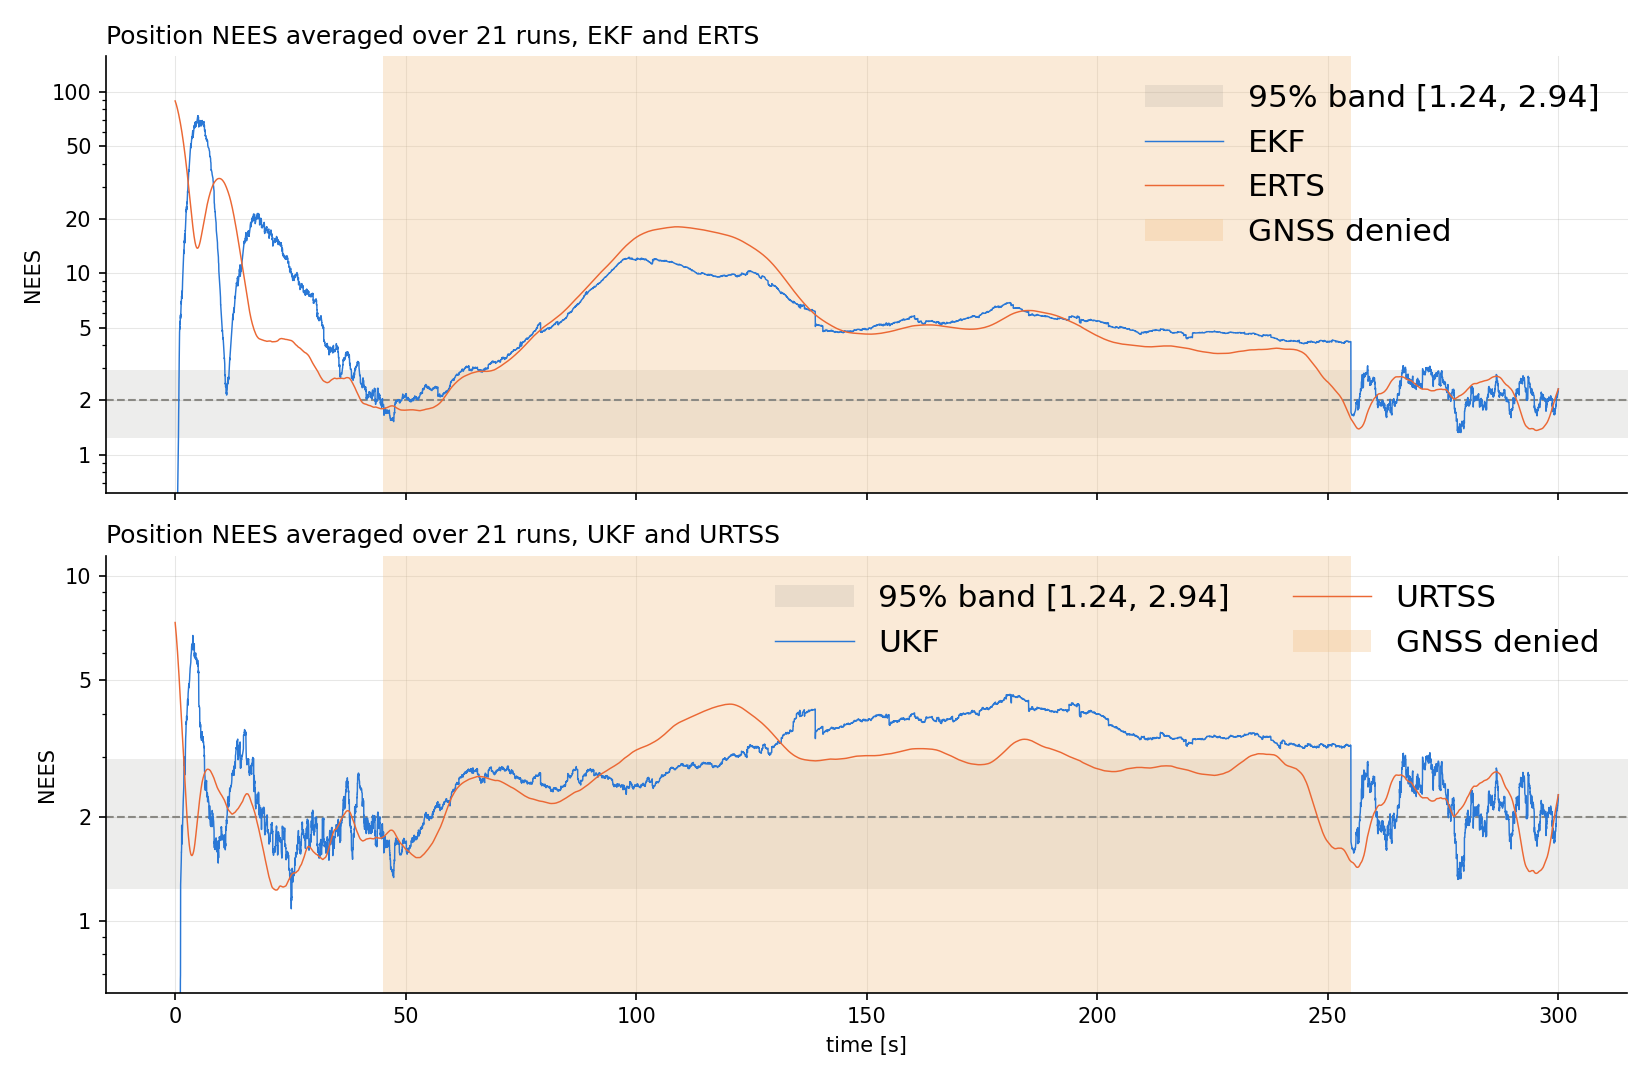 Position NEES averaged over 21 runs, EKF and ERTS
100
50
20
10
5
2
1
NEES
95% band [1.24, 2.94]
EKF
ERTS
GNSS denied
Position NEES averaged over 21 runs, UKF and URTSS
10
5
2
1
NEES
95% band [1.24, 2.94]
UKF
URTSS
GNSS denied
0 50 100 150 200 250 300
time [s]